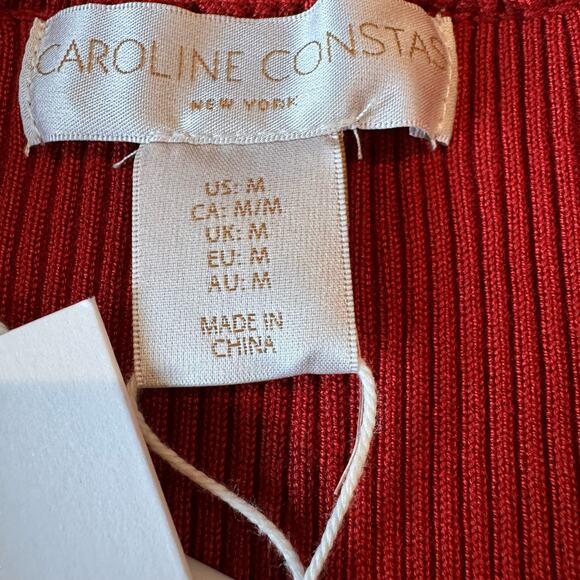 CAROLINE CONSTAS
NEW YORK
US: M
CA: M/M
UK: M
EU: M
AU: M
MADE IN
CHINA